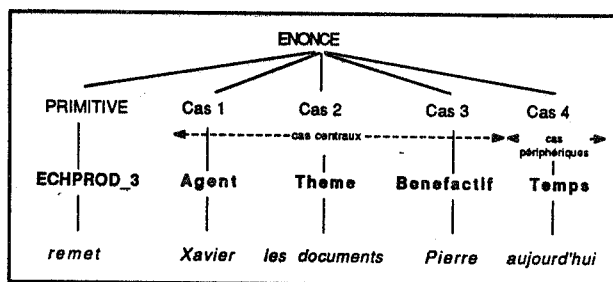 ENONCE
PRIMITIVE Cas 1 Cas 2 Cas 3 Cas 4
cas centraux cas
périphériques
ECHPROD_3 Agent Theme Benefactif Temps
remet Xavier les documents Pierre aujourd'hui